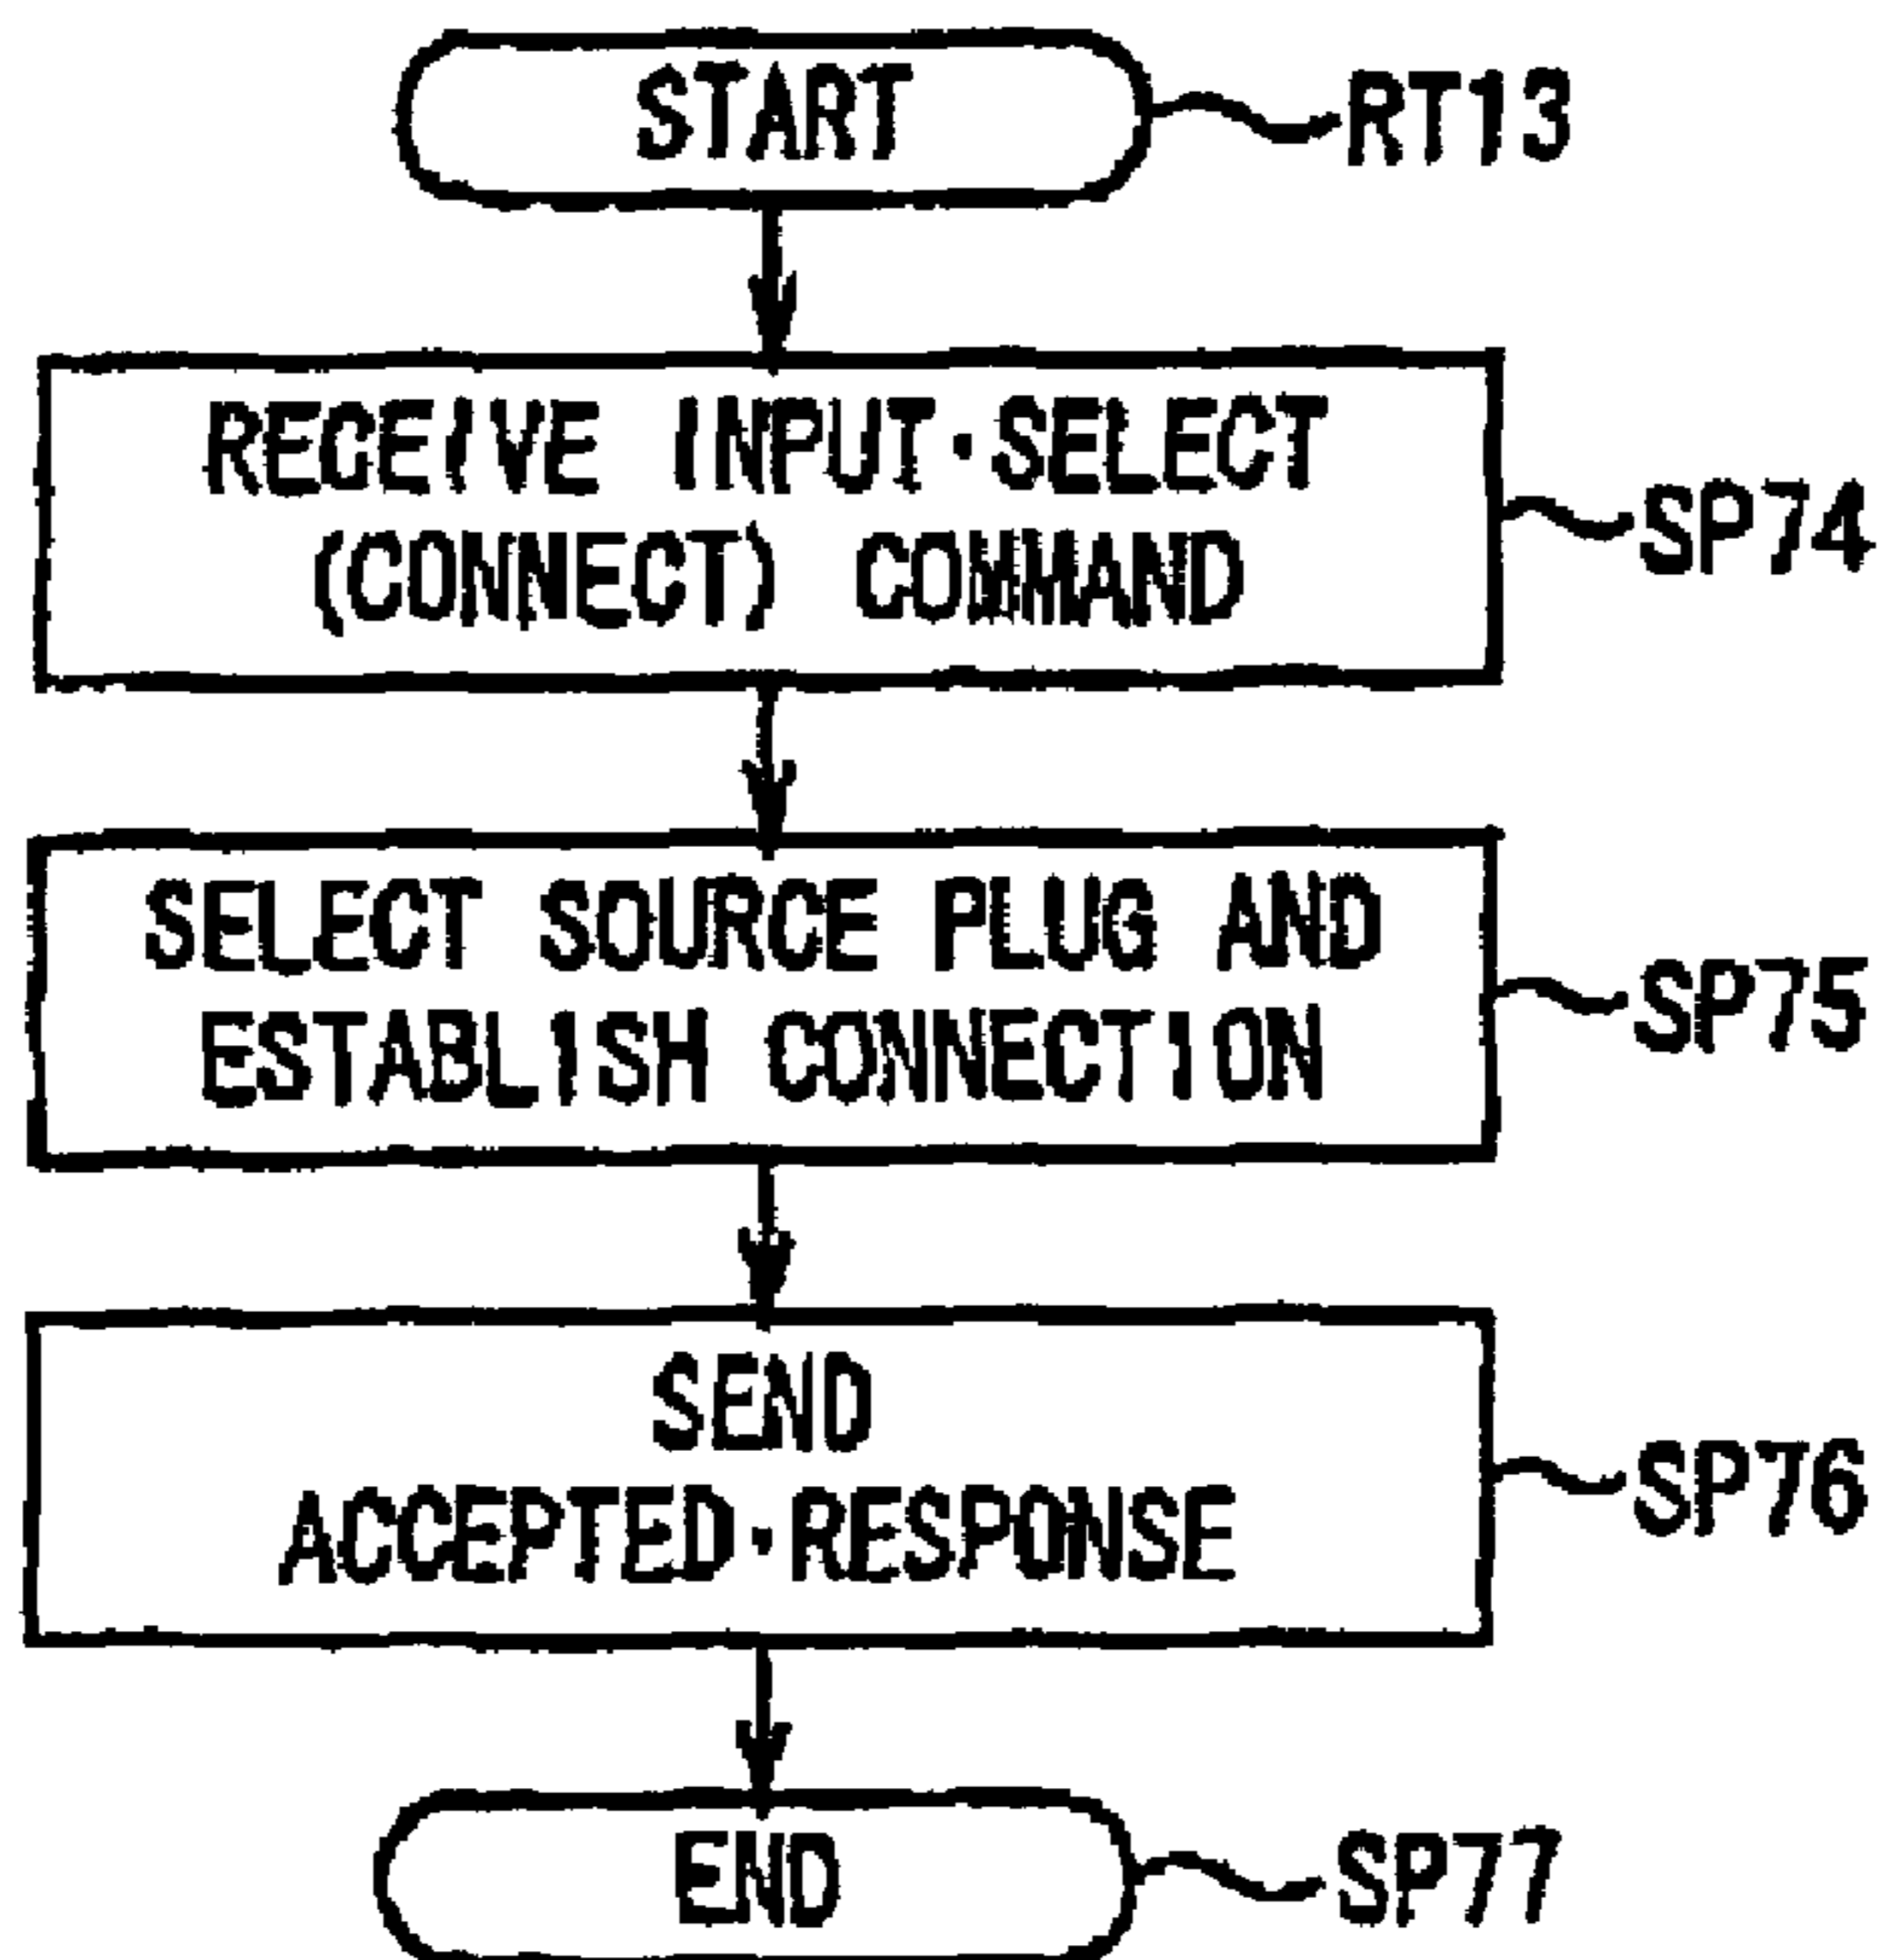 START
RT13
RECEIVE INPUT·SELECT
(CONNECT) COMMAND
SP74
SELECT SOURCE PLUG AND
ESTABLISH CONNECTION
SP75
SEND
ACCEPTED·RESPONSE
SP76
END
SP77